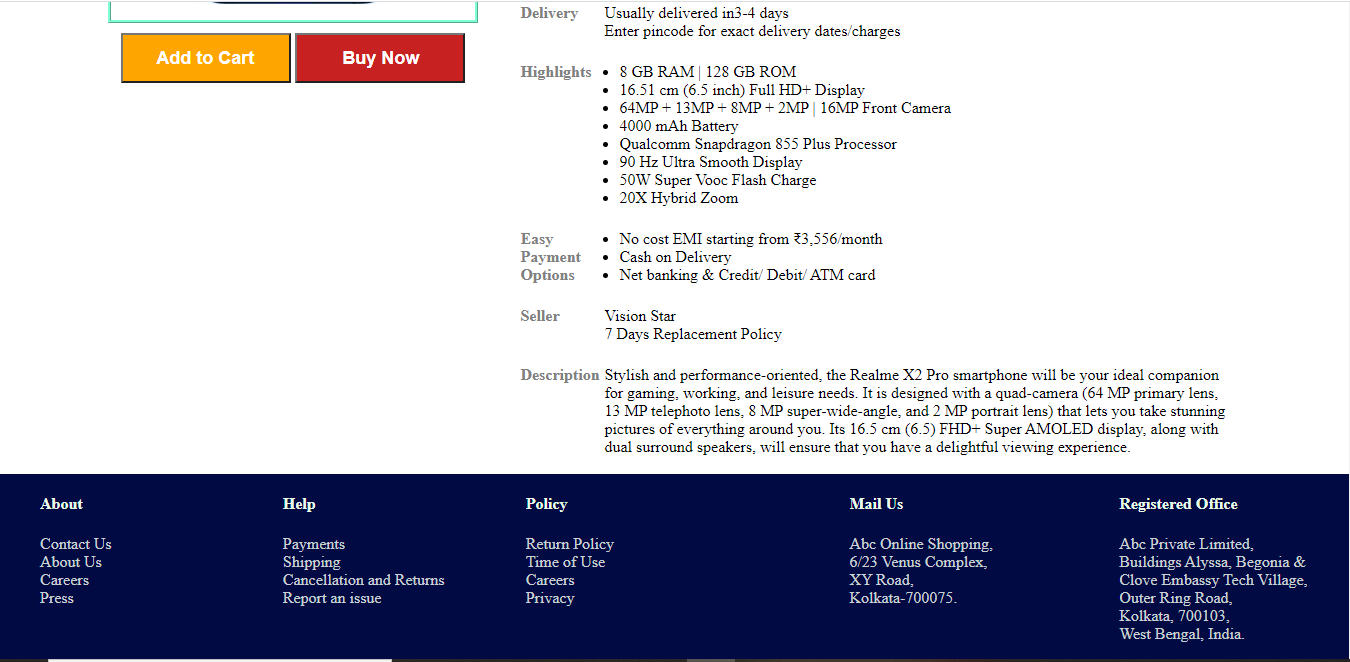 Delivery Usually delivered in3-4 days
Enter pincode for exact delivery dates/charges
Add to Cart
Buy Now
Highlights
• 8 GB RAM | 128 GB ROM
• 16.51 cm (6.5 inch) Full HD+ Display
• 64MP + 13MP + 8MP + 2MP | 16MP Front Camera
• 4000 mAh Battery
• Qualcomm Snapdragon 855 Plus Processor
• 90 Hz Ultra Smooth Display
• 50W Super Vooc Flash Charge
• 20X Hybrid Zoom
Easy
Payment
Options
• No cost EMI starting from ₹3,556/month
• Cash on Delivery
• Net banking & Credit/ Debit/ ATM card
Seller Vision Star
7 Days Replacement Policy
Description Stylish and performance-oriented, the Realme X2 Pro smartphone will be your ideal companion
for gaming, working, and leisure needs. It is designed with a quad-camera (64 MP primary lens,
13 MP telephoto lens, 8 MP super-wide-angle, and 2 MP portrait lens) that lets you take stunning
pictures of everything around you. Its 16.5 cm (6.5) FHD+ Super AMOLED display, along with
dual surround speakers, will ensure that you have a delightful viewing experience.
About
Contact Us
About Us
Careers
Press
Help
Payments
Shipping
Cancellation and Returns
Report an issue
Policy
Return Policy
Time of Use
Careers
Privacy
Mail Us
Abc Online Shopping,
6/23 Venus Complex,
XY Road,
Kolkata-700075.
Registered Office
Abc Private Limited,
Buildings Alyssa, Begonia &
Clove Embassy Tech Village,
Outer Ring Road,
Kolkata, 700103,
West Bengal, India.